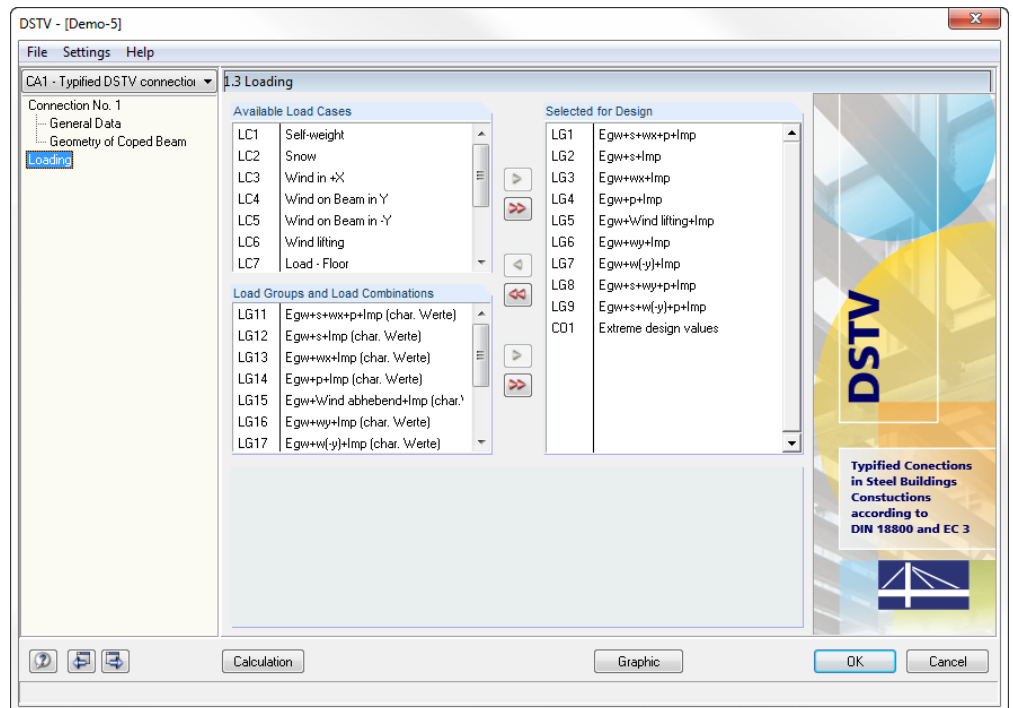 DSTV - [Demo-5]
File Settings Help
CA1 - Typified DSTV connection
1.3 Loading
Connection No. 1
General Data
Geometry of Coped Beam
Loading
Available Load Cases
LC1 Self-weight
LC2 Snow
LC3 Wind in +X
LC4 Wind on Beam in Y
LC5 Wind on Beam in -Y
LC6 Wind lifting
LC7 Load - Floor
Load Groups and Load Combinations
LG11 Egw+s+wx+p+Imp (char. Werte)
LG12 Egw+s+Imp (char. Werte)
LG13 Egw+wx+Imp (char. Werte)
LG14 Egw+p+Imp (char. Werte)
LG15 Egw+Wind abhebend+Imp (char.
LG16 Egw+wy+Imp (char. Werte)
LG17 Egw+w(-y)+Imp (char. Werte)
Selected for Design
LG1 Egw+s+wx+p+Imp
LG2 Egw+s+Imp
LG3 Egw+wx+Imp
LG4 Egw+p+Imp
LG5 Egw+Wind lifting+Imp
LG6 Egw+wy+Imp
LG7 Egw+w(-y)+Imp
LG8 Egw+s+wy+p+Imp
LG9 Egw+s+w(-y)+p+Imp
CO1 Extreme design values
DSTV
Typified Conections
in Steel Buildings
Constuctions
according to
DIN 18800 and EC 3
Calculation
Graphic
OK
Cancel